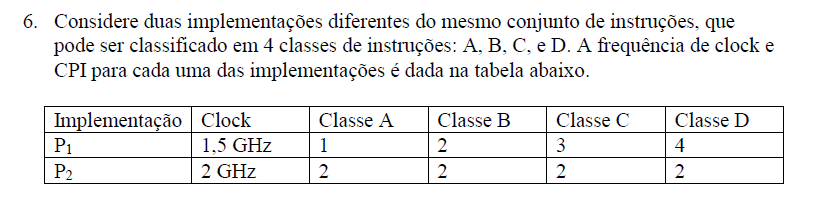 6. Considere duas implementações diferentes do mesmo conjunto de instruções, que
pode ser classificado em 4 classes de instruções: A, B, C, e D. A frequência de clock e
CPI para cada uma das implementações é dada na tabela abaixo.
Implementação Clock Classe A Classe B Classe C Classe D
P1 1,5 GHz 1 2 3 4
P2 2 GHz 2 2 2 2